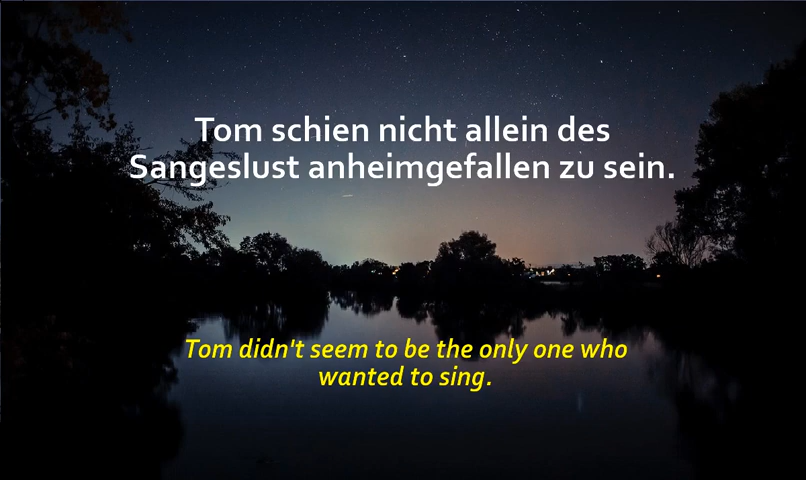 Tom schien nicht allein des
Sangeslust anheimgefallen zu sein.
Tom didn't seem to be the only one who
wanted to sing.